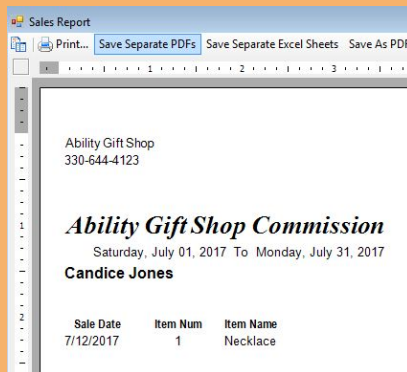 Sales Report
Print... Save Separate PDFs Save Separate Excel Sheets Save As PDF
1 2 3
Ability Gift Shop
330-644-4123
1
Ability Gift Shop Commission
Saturday, July 01, 2017 To Monday, July 31, 2017
Candice Jones
2
Sale Date Item Num Item Name
7/12/2017 1 Necklace